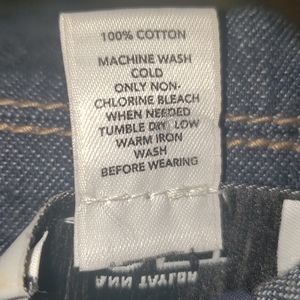 100% COTTON
MACHINE WASH
COLD
ONLY NON-
CHLORINE BLEACH
WHEN NEEDED
TUMBLE DRY LOW
WARM IRON
WASH
BEFORE WEARING
ANN TAYLOR